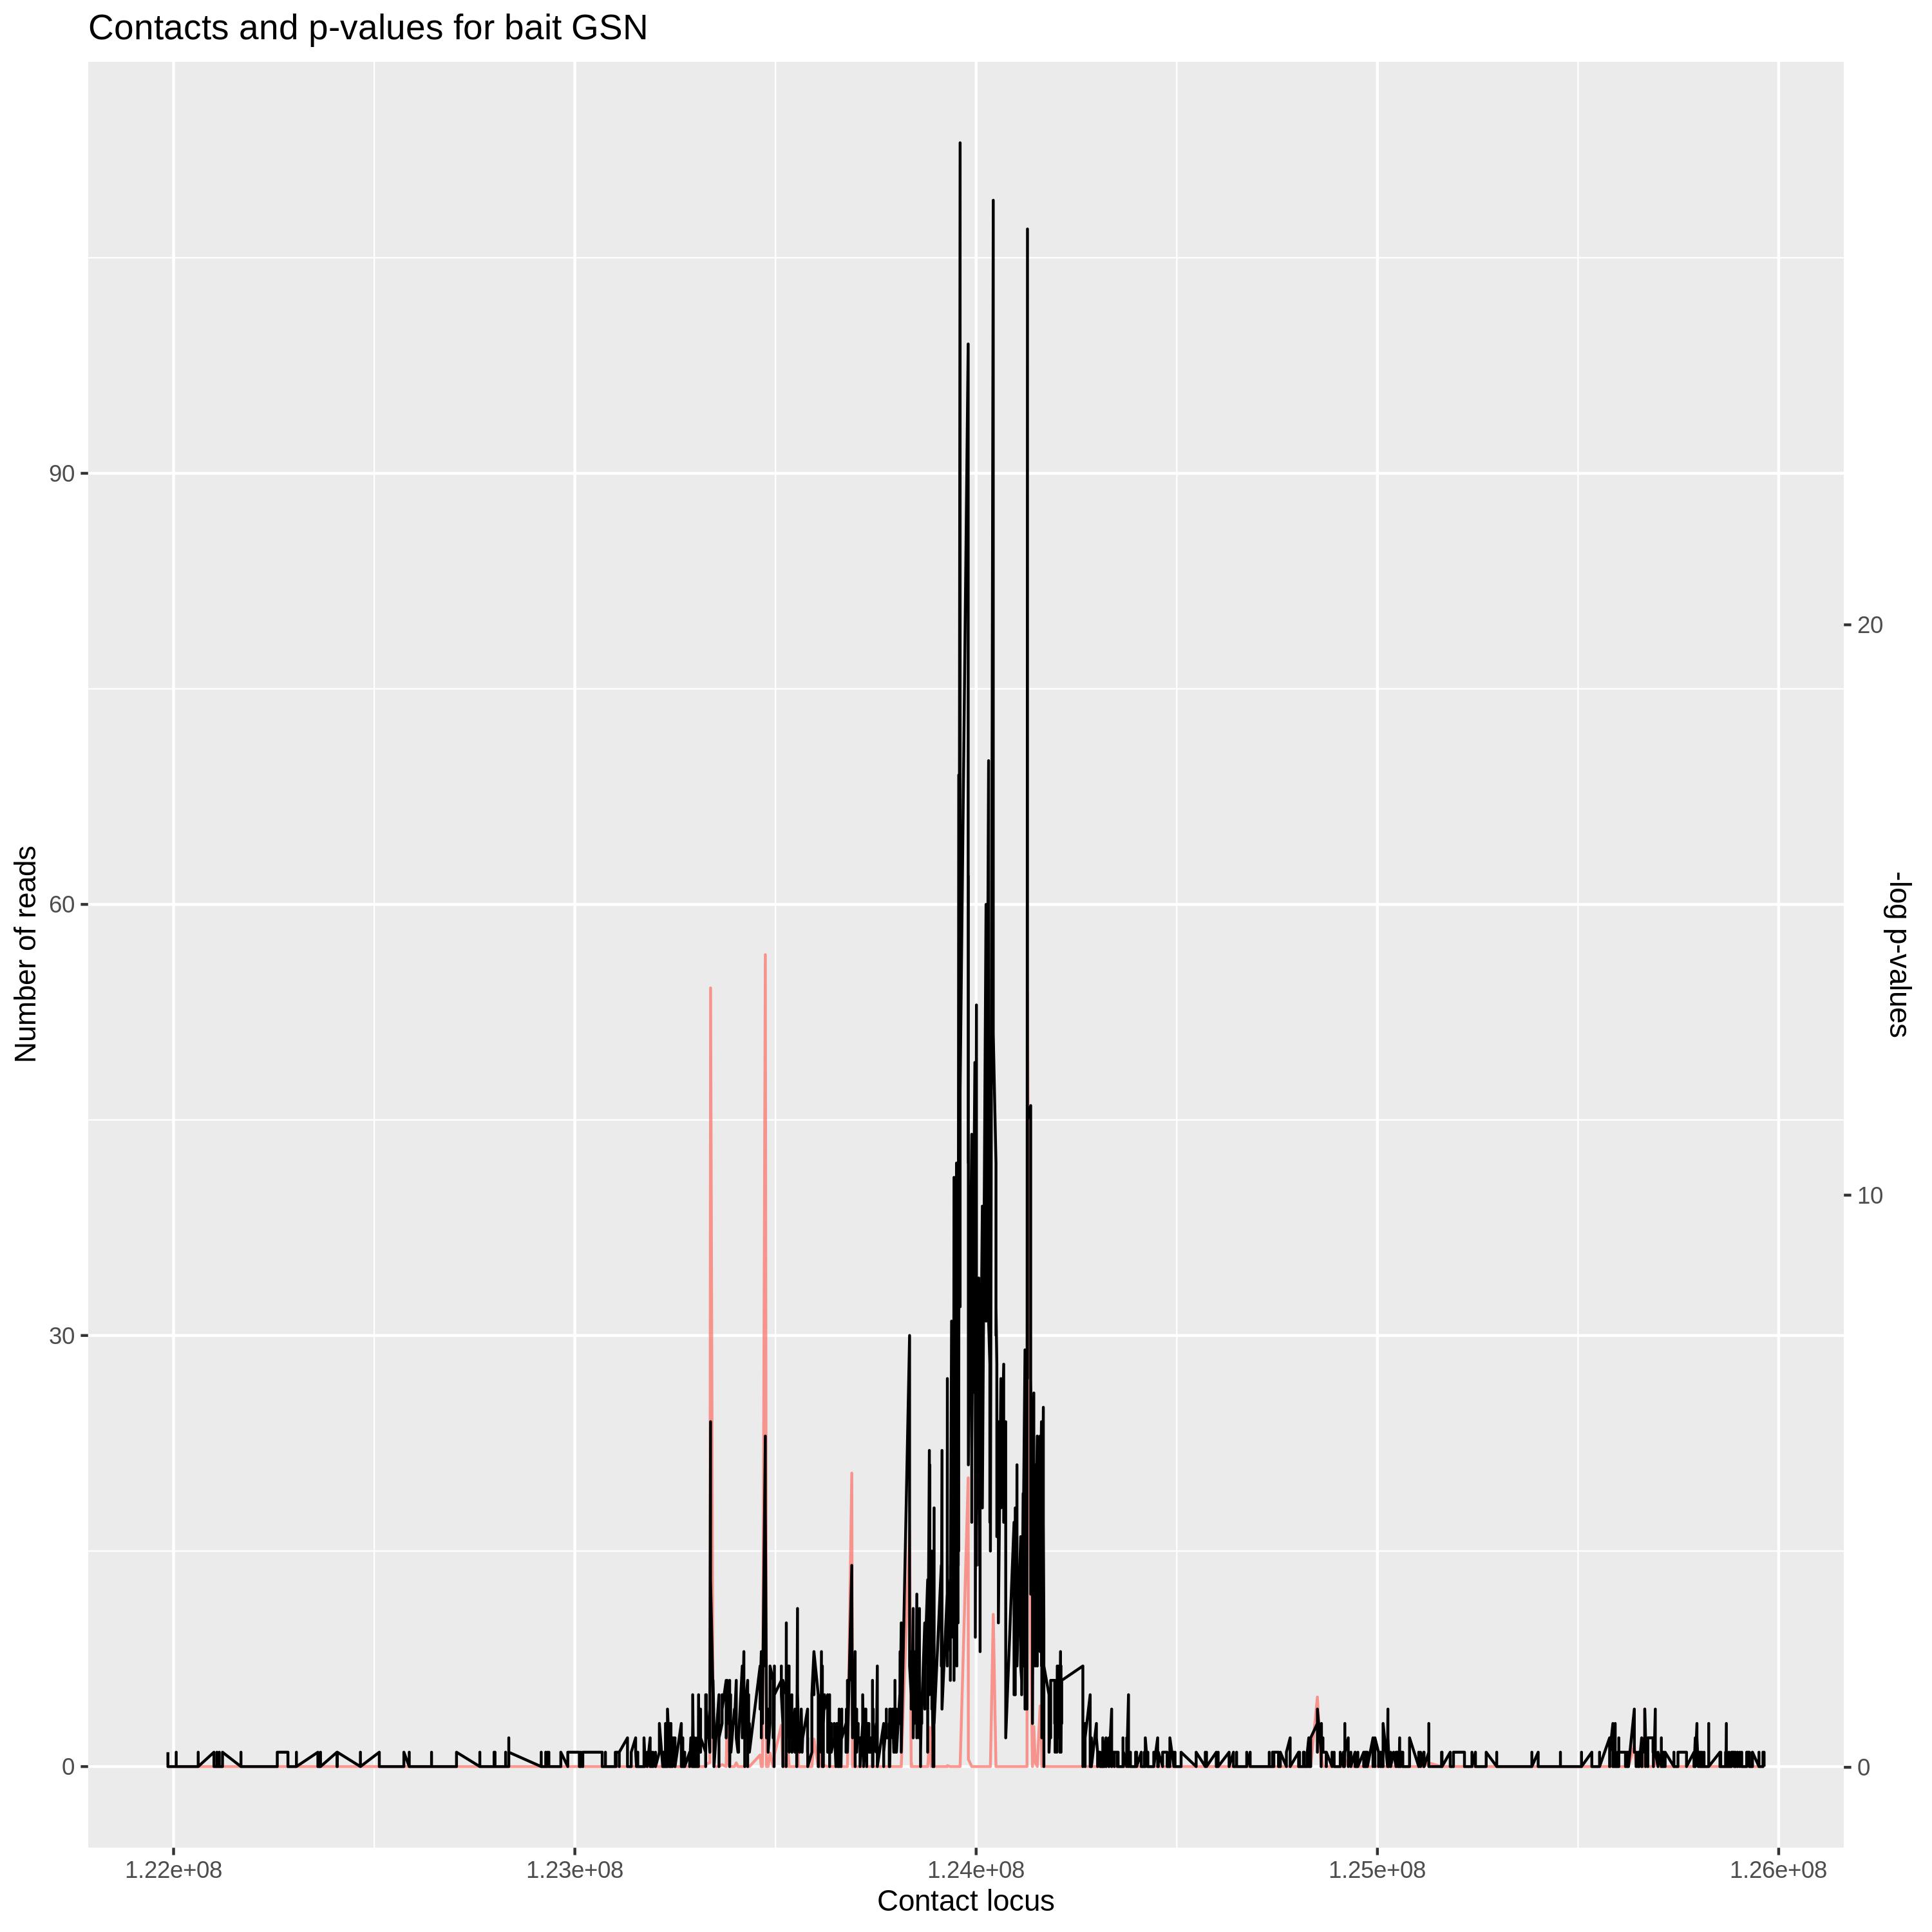 Contacts and p-values for bait GSN
Number of reads
90
60
30
0
20
10
0
-log p-values
1.22e+08
1.23e+08
1.24e+08
1.25e+08
1.26e+08
Contact locus